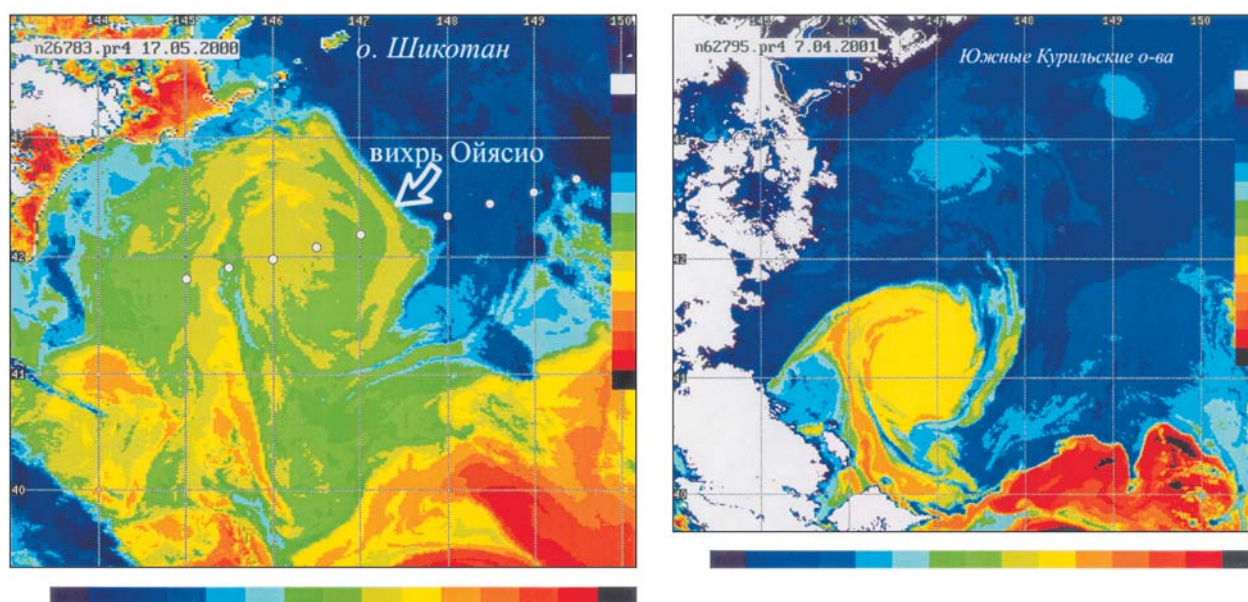 144 145 146 147 148 149 150
n26783.pr4 17.05.2000
о. Шикотан
вихрь Ойясио
42
41
40
145 146 147 148 149 150
n62795.pr4 7.04.2001
Южные Курильские о-ва
42
41
40